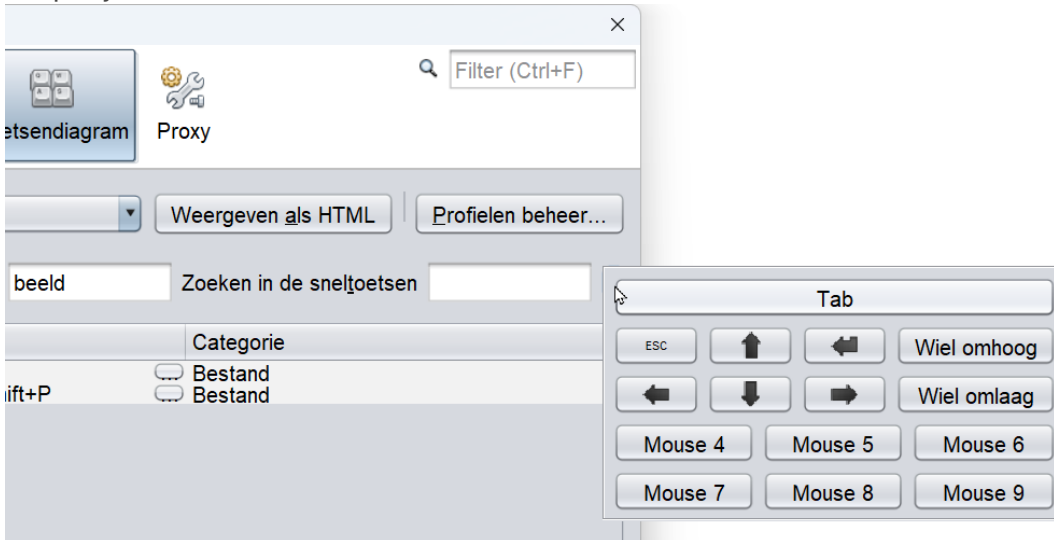 Filter (Ctrl+F)
etsendiagram Proxy
Weergeven als HTML Profielen beheer...
beeld Zoeken in de sneltoetsen
Tab
Categorie
ESC Wiel omhoog
Bestand
ift+P Bestand
Wiel omlaag
Mouse 4 Mouse 5 Mouse 6
Mouse 7 Mouse 8 Mouse 9